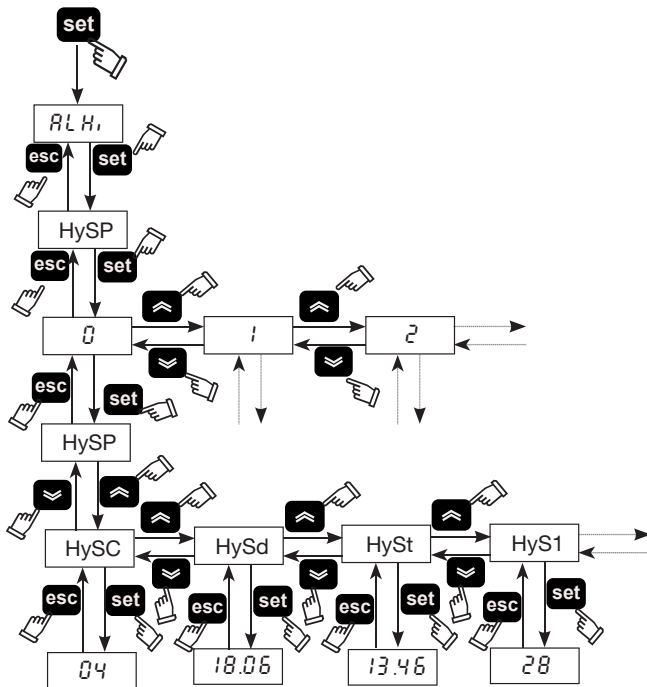 set
ALHi
esc set
HySP
esc set
0 1 2
esc set
HySP
HySC HySd HySt HyS1
esc set esc set esc set esc set
04 18.06 13.46 28